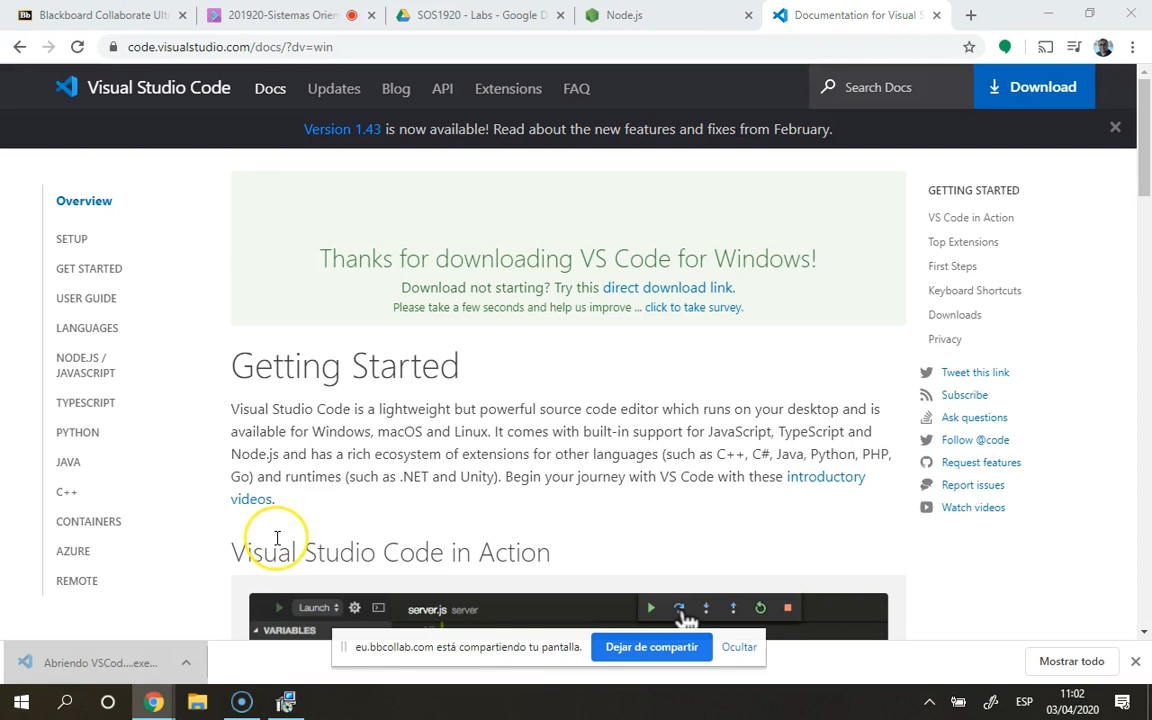 Blackboard Collaborate Ult
201920-Sistemas Orien
SOS1920 - Labs - Google D
Node.js
Documentation for Visual S
code.visualstudio.com/docs/?dv=win
Visual Studio Code
Docs
Updates
Blog
API
Extensions
FAQ
Search Docs
Download
Version 1.43 is now available! Read about the new features and fixes from February.
Overview
SETUP
GET STARTED
USER GUIDE
LANGUAGES
NODE.JS /
JAVASCRIPT
TYPESCRIPT
PYTHON
JAVA
C++
CONTAINERS
AZURE
REMOTE
Thanks for downloading VS Code for Windows!
Download not starting? Try this direct download link.
Please take a few seconds and help us improve ... click to take survey.
Getting Started
Visual Studio Code is a lightweight but powerful source code editor which runs on your desktop and is
available for Windows, macOS and Linux. It comes with built-in support for JavaScript, TypeScript and
Node.js and has a rich ecosystem of extensions for other languages (such as C++, C#, Java, Python, PHP,
Go) and runtimes (such as .NET and Unity). Begin your journey with VS Code with these introductory
videos.
Visual Studio Code in Action
Launch
server.js server
VARIABLES
GETTING STARTED
VS Code in Action
Top Extensions
First Steps
Keyboard Shortcuts
Downloads
Privacy
Tweet this link
Subscribe
Ask questions
Follow @code
Request features
Report issues
Watch videos
eu.bbcollab.com está compartiendo tu pantalla.
Dejar de compartir
Ocultar
Abriendo VSCod....exe...
Mostrar todo
ESP
11:02
03/04/2020